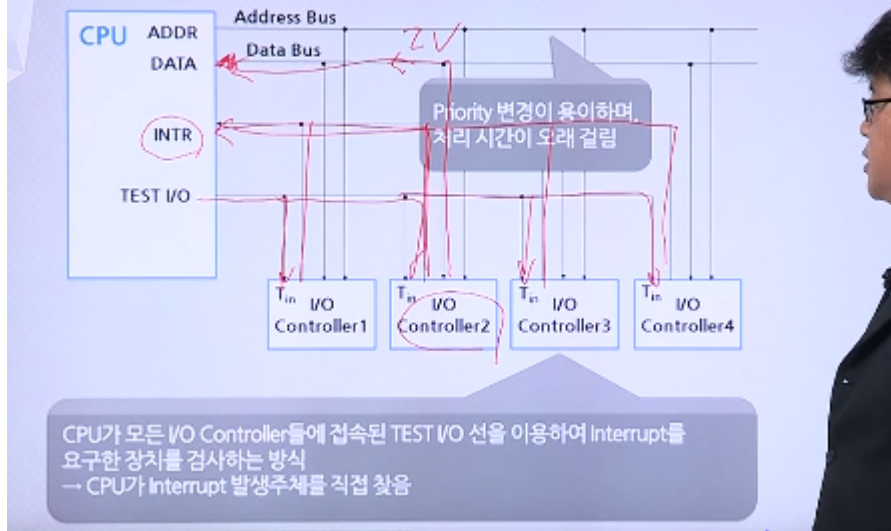 Address Bus
CPU ADDR
Data Bus
DATA
IV
Priority 변경이 용이하며,
처리 시간이 오래 걸림
INTR
TEST I/O
Tin Tin Tin Tin
I/O I/O I/O I/O
Controller1 Controller2 Controller3 Controller4
CPU가 모든 I/O Controller들에 접속된 TEST I/O 선을 이용하여 Interrupt를
요구한 장치를 검사하는 방식
→ CPU가 Interrupt 발생주체를 직접 찾음